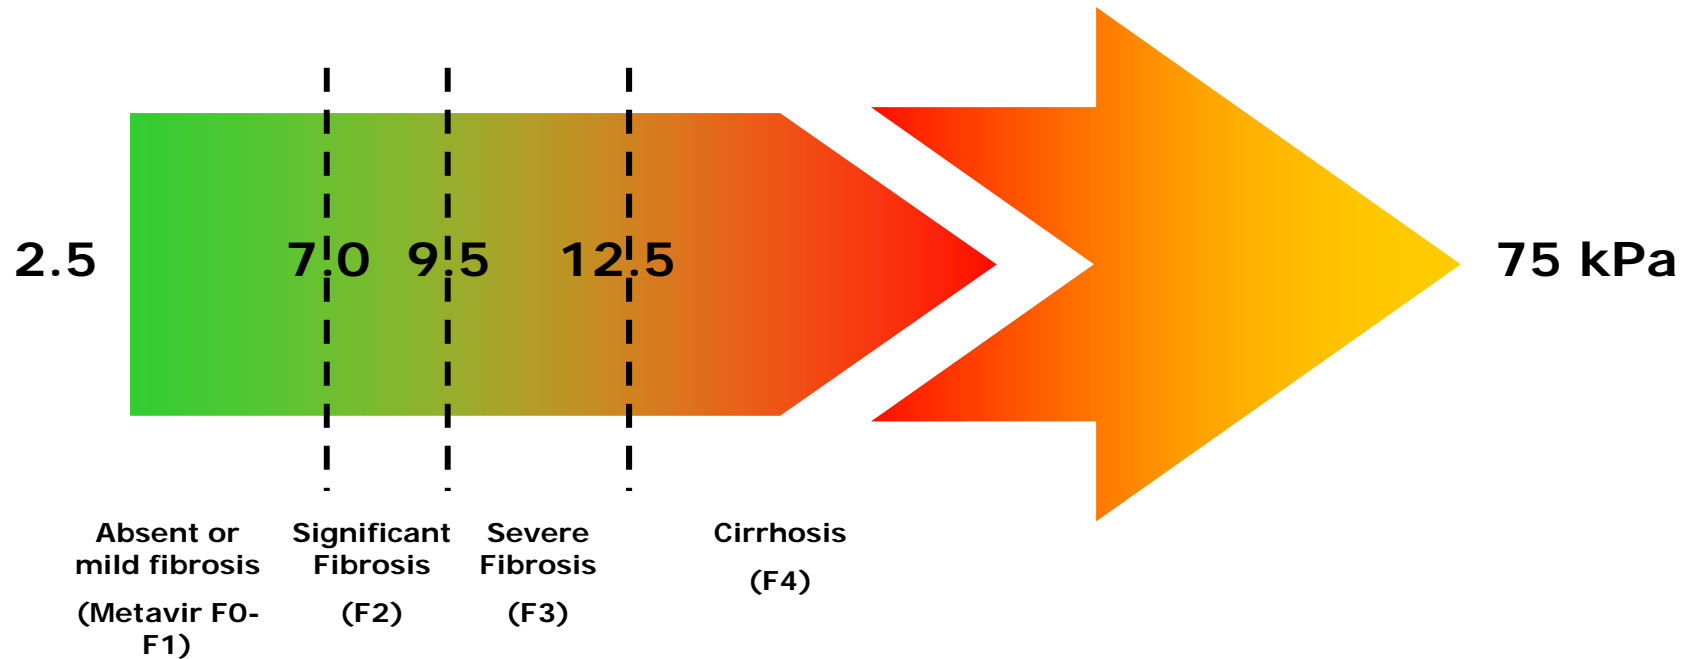 2.5
7.0
9.5
12.5
75 kPa
Absent or
mild fibrosis
(Metavir F0-
F1)
Significant
Fibrosis
(F2)
Severe
Fibrosis
(F3)
Cirrhosis
(F4)